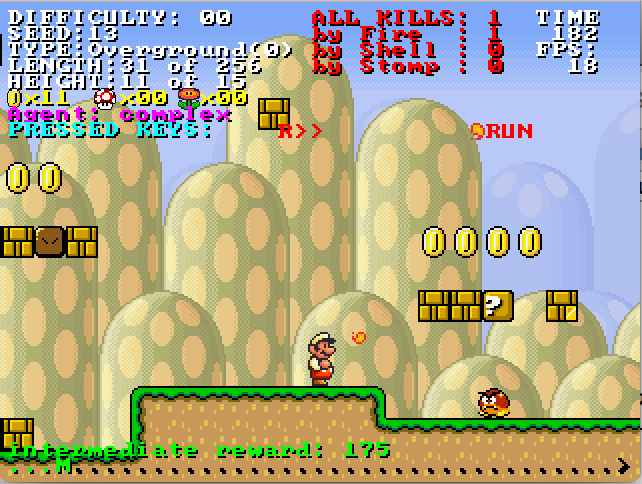 DIFFICULTY: 00
SEED:13
TYPE:Overground(0)
LENGTH:31 of 256
HEIGHT:11 of 15
x11 x00 x00
Agent: complex
PRESSED KEYS: R>> RUN
ALL KILLS: 1
by Fire : 1
by Shell : 0
by Stomp : 0
TIME
182
FPS:
18
?
intermediate reward: 175
...M...............................................>